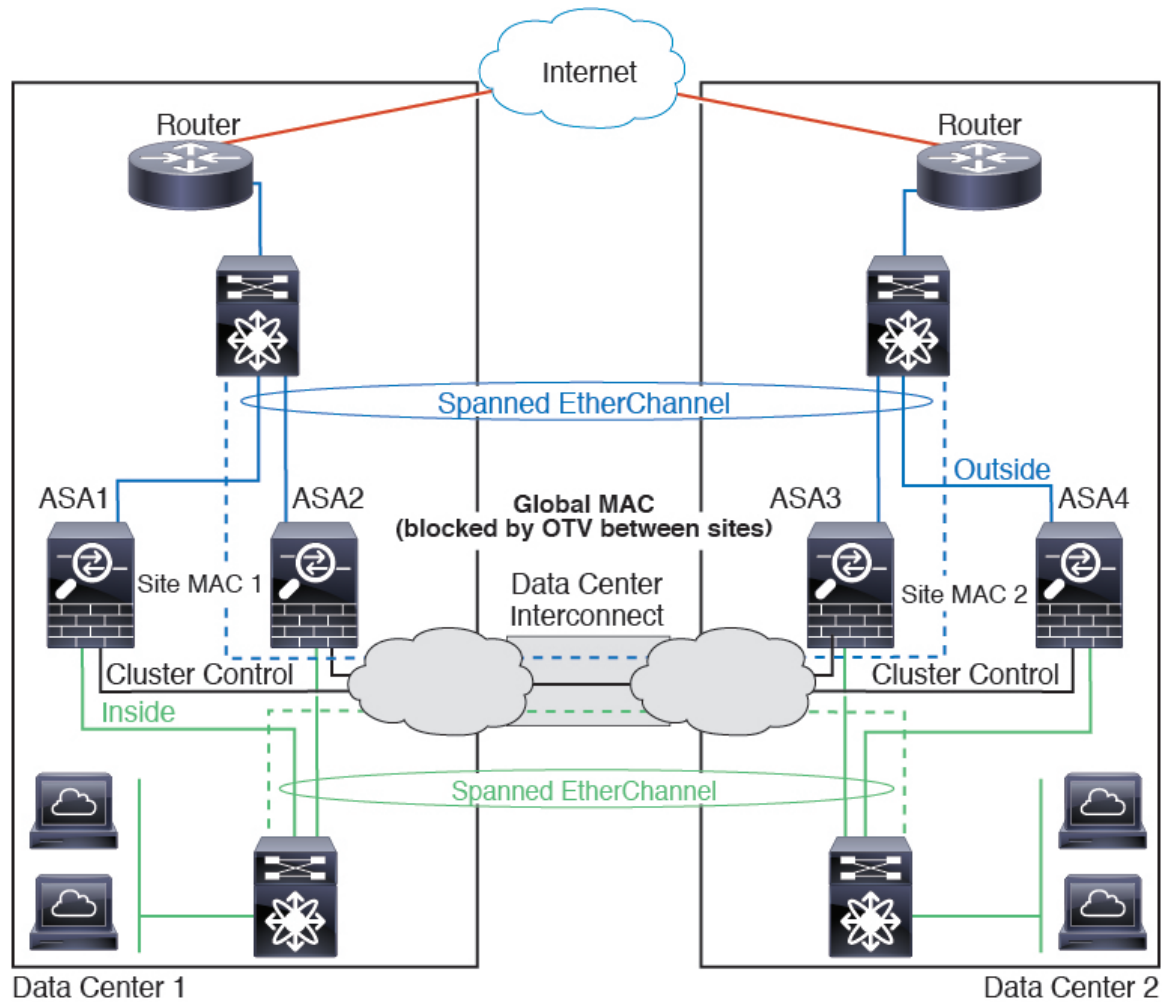 Internet
Router
Router
Spanned EtherChannel
Outside
ASA1
ASA2
Global MAC
(blocked by OTV between sites)
ASA3
ASA4
Site MAC 1
Data Center
Interconnect
Site MAC 2
Cluster Control
Cluster Control
Inside
Spanned EtherChannel
Data Center 1
Data Center 2